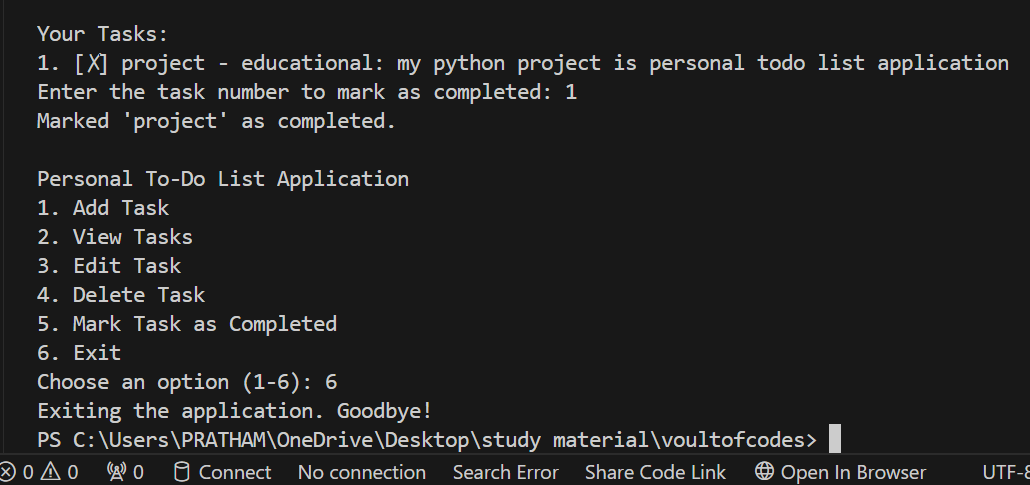 Your Tasks:
1. [✗] project - educational: my python project is personal todo list application
Enter the task number to mark as completed: 1
Marked 'project' as completed.
Personal To-Do List Application
1. Add Task
2. View Tasks
3. Edit Task
4. Delete Task
5. Mark Task as Completed
6. Exit
Choose an option (1-6): 6
Exiting the application. Goodbye!
PS C:\Users\PRATHAM\OneDrive\Desktop\study material\voultofcodes>
0 0 0 Connect No connection Search Error Share Code Link Open In Browser UTF-8